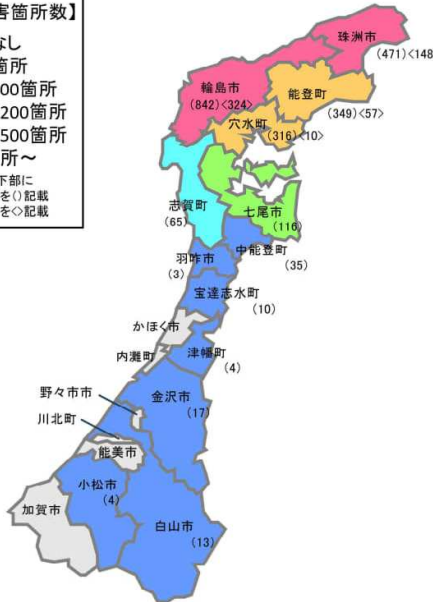 害箇所数】
なし
箇所
00箇所
200箇所
500箇所
所～
下部に
を()記載
を<>記載
珠洲市
(471)<148
輪島市
(842)<324>
能登町
(349)<57>
穴水町
(316)<10>
志賀町
(65)
七尾市
(116)
中能登町
(35)
羽咋市
(3)
宝達志水町
(10)
かほく市
内灘町
津幡町
(4)
野々市市
金沢市
(17)
川北町
能美市
小松市
(4)
加賀市
白山市
(13)